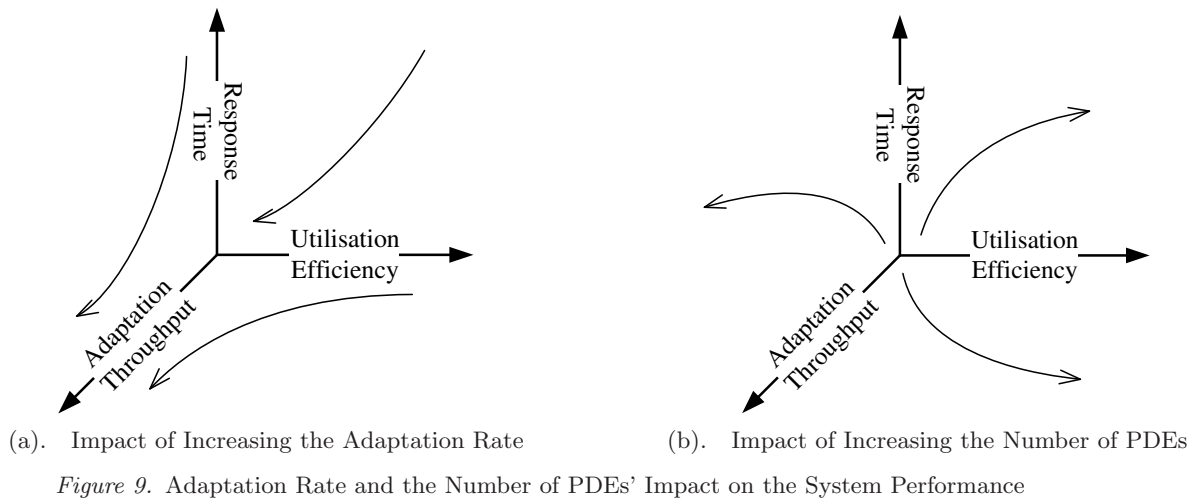 Response
Time
Utilisation
Efficiency
Adaptation
Throughput
Response
Time
Utilisation
Efficiency
Adaptation
Throughput
(a). Impact of Increasing the Adaptation Rate
(b). Impact of Increasing the Number of PDEs
Figure 9. Adaptation Rate and the Number of PDEs' Impact on the System Performance